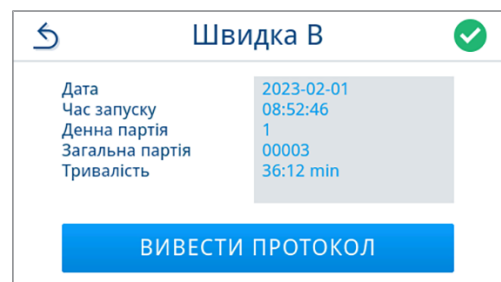 Швидка B
Дата 2023-02-01
Час запуску 08:52:46
Денна партія 1
Загальна партія 00003
Тривалість 36:12 min
ВИВЕСТИ ПРОТОКОЛ